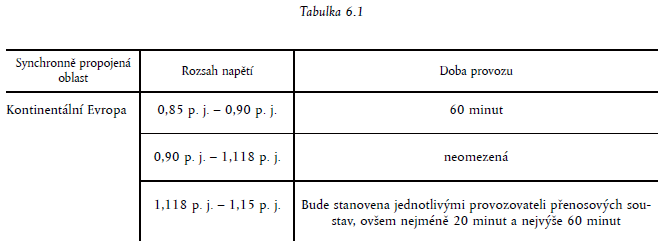 Tabulka 6.1
Synchronně propojená
oblast
Rozsah napětí
Doba provozu
Kontinentální Evropa
0,85 p. j. – 0,90 p. j.
60 minut
0,90 p. j. – 1,118 p. j.
neomezená
1,118 p. j. – 1,15 p. j.
Bude stanovena jednotlivými provozovateli přenosových sou-
stav, ovšem nejméně 20 minut a nejvýše 60 minut